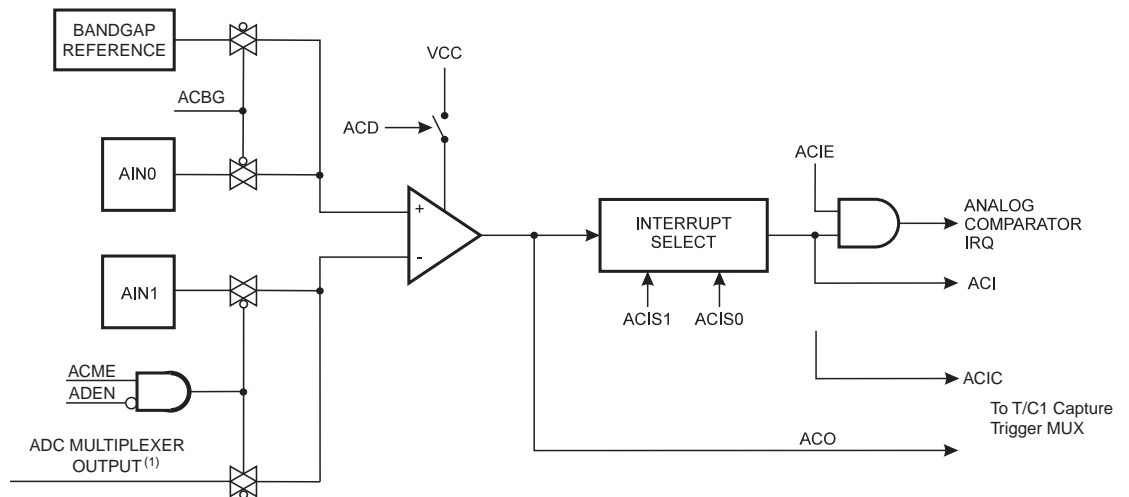 BANDGAP
REFERENCE
ACBG
AIN0
AIN1
ACME
ADEN
ADC MULTIPLEXER
OUTPUT (1)
VCC
ACD
+
-
INTERRUPT
SELECT
ACIS1
ACIS0
ACIE
ANALOG
COMPARATOR
IRQ
ACI
ACIC
To T/C1 Capture
Trigger MUX
ACO